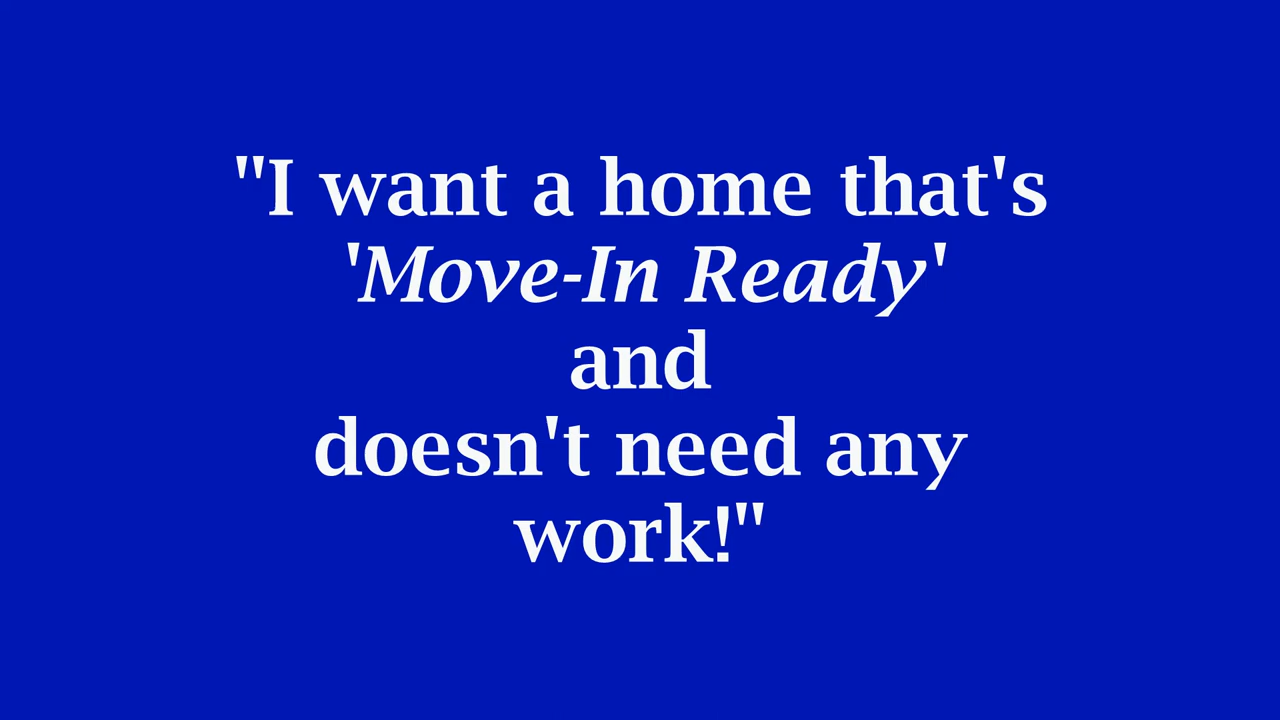 "I want a home that's
'Move-In Ready'
and
doesn't need any
work!"